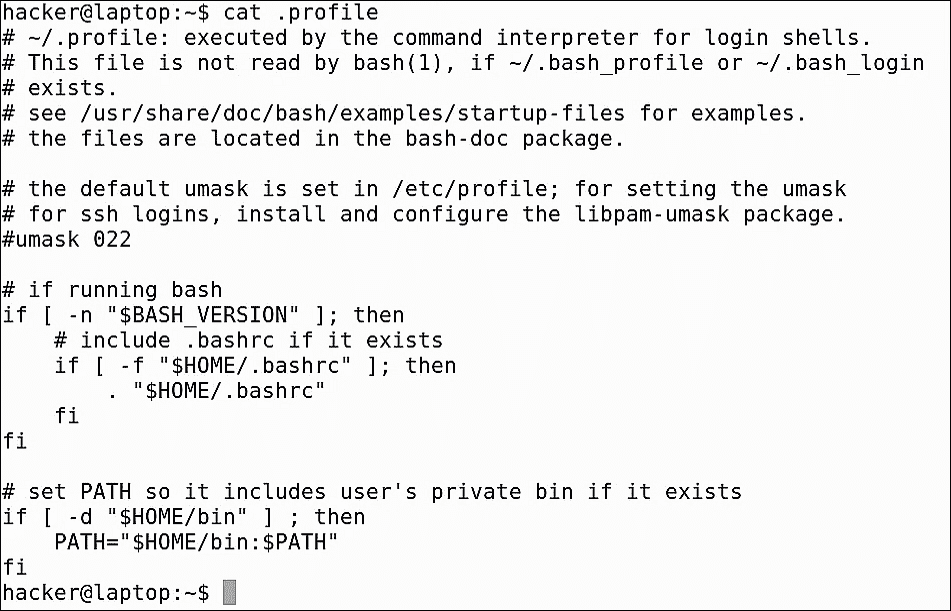 hacker@laptop:~$ cat .profile
# ~/.profile: executed by the command interpreter for login shells.
# This file is not read by bash(1), if ~/.bash_profile or ~/.bash_login
# exists.
# see /usr/share/doc/bash/examples/startup-files for examples.
# the files are located in the bash-doc package.

# the default umask is set in /etc/profile; for setting the umask
# for ssh logins, install and configure the libpam-umask package.
#umask 022

# if running bash
if [ -n "$BASH_VERSION" ]; then
    # include .bashrc if it exists
    if [ -f "$HOME/.bashrc" ]; then
        . "$HOME/.bashrc"
    fi
fi

# set PATH so it includes user's private bin if it exists
if [ -d "$HOME/bin" ] ; then
    PATH="$HOME/bin:$PATH"
fi
hacker@laptop:~$